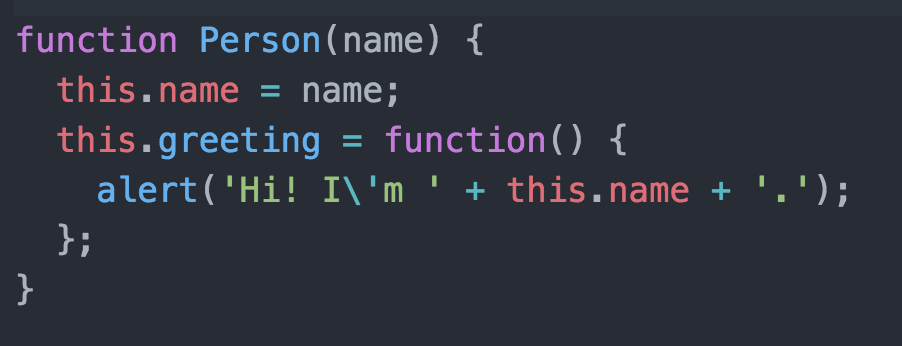 function Person(name) {
  this.name = name;
  this.greeting = function() {
    alert('Hi! I\'m ' + this.name + '.');
  };
}